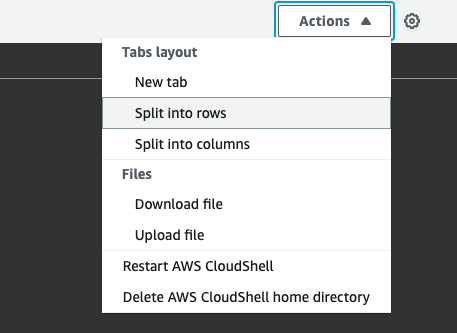 Actions
Tabs layout
New tab
Split into rows
Split into columns
Files
Download file
Upload file
Restart AWS CloudShell
Delete AWS CloudShell home directory